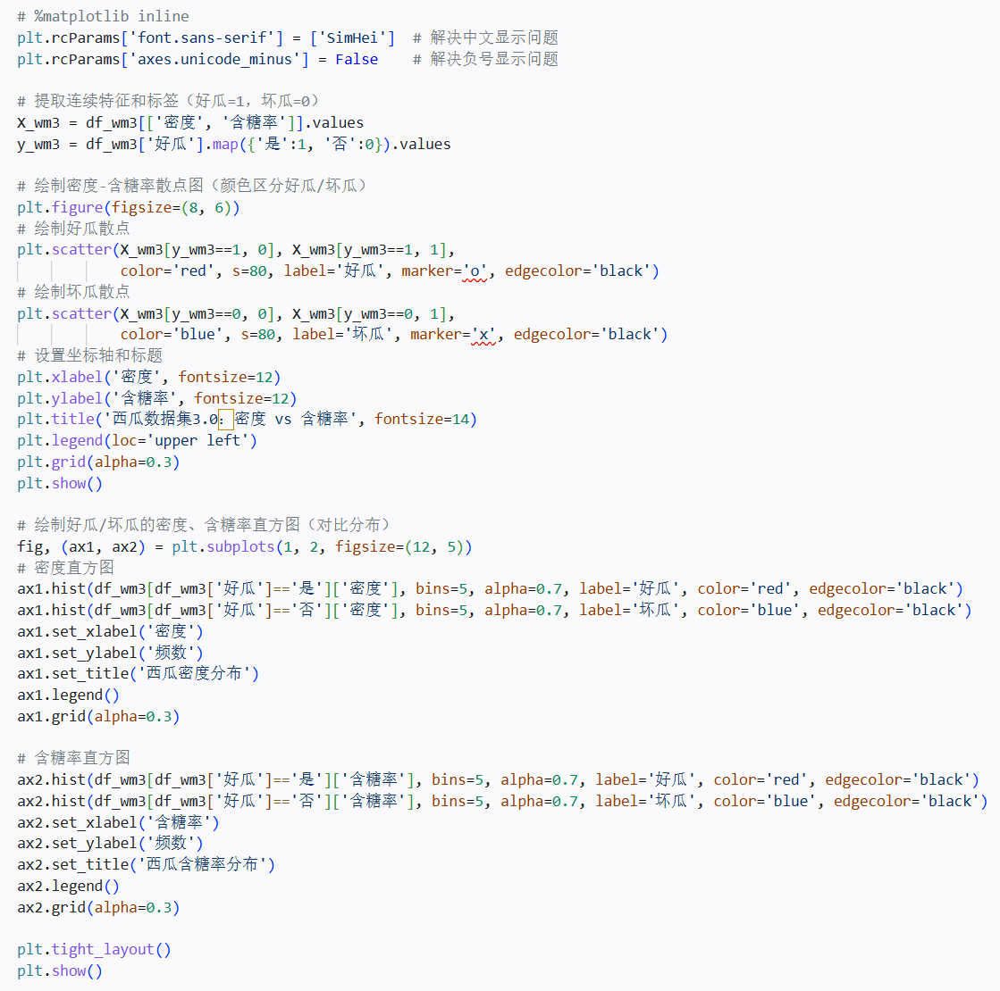 # %matplotlib inline
plt.rcParams['font.sans-serif'] = ['SimHei']  # 解决中文显示问题
plt.rcParams['axes.unicode_minus'] = False    # 解决负号显示问题

# 提取连续特征和标签（好瓜=1，坏瓜=0）
X_wm3 = df_wm3[['密度', '含糖率']].values
y_wm3 = df_wm3['好瓜'].map({'是':1, '否':0}).values

# 绘制密度-含糖率散点图（颜色区分好瓜/坏瓜）
plt.figure(figsize=(8, 6))
# 绘制好瓜散点
plt.scatter(X_wm3[y_wm3==1, 0], X_wm3[y_wm3==1, 1],
            color='red', s=80, label='好瓜', marker='o', edgecolor='black')
# 绘制坏瓜散点
plt.scatter(X_wm3[y_wm3==0, 0], X_wm3[y_wm3==0, 1],
            color='blue', s=80, label='坏瓜', marker='x', edgecolor='black')
# 设置坐标轴和标题
plt.xlabel('密度', fontsize=12)
plt.ylabel('含糖率', fontsize=12)
plt.title('西瓜数据集3.0：密度 vs 含糖率', fontsize=14)
plt.legend(loc='upper left')
plt.grid(alpha=0.3)
plt.show()

# 绘制好瓜/坏瓜的密度、含糖率直方图（对比分布）
fig, (ax1, ax2) = plt.subplots(1, 2, figsize=(12, 5))
# 密度直方图
ax1.hist(df_wm3[df_wm3['好瓜']=='是']['密度'], bins=5, alpha=0.7, label='好瓜', color='red', edgecolor='black')
ax1.hist(df_wm3[df_wm3['好瓜']=='否']['密度'], bins=5, alpha=0.7, label='坏瓜', color='blue', edgecolor='black')
ax1.set_xlabel('密度')
ax1.set_ylabel('频数')
ax1.set_title('西瓜密度分布')
ax1.legend()
ax1.grid(alpha=0.3)

# 含糖率直方图
ax2.hist(df_wm3[df_wm3['好瓜']=='是']['含糖率'], bins=5, alpha=0.7, label='好瓜', color='red', edgecolor='black')
ax2.hist(df_wm3[df_wm3['好瓜']=='否']['含糖率'], bins=5, alpha=0.7, label='坏瓜', color='blue', edgecolor='black')
ax2.set_xlabel('含糖率')
ax2.set_ylabel('频数')
ax2.set_title('西瓜含糖率分布')
ax2.legend()
ax2.grid(alpha=0.3)

plt.tight_layout()
plt.show()